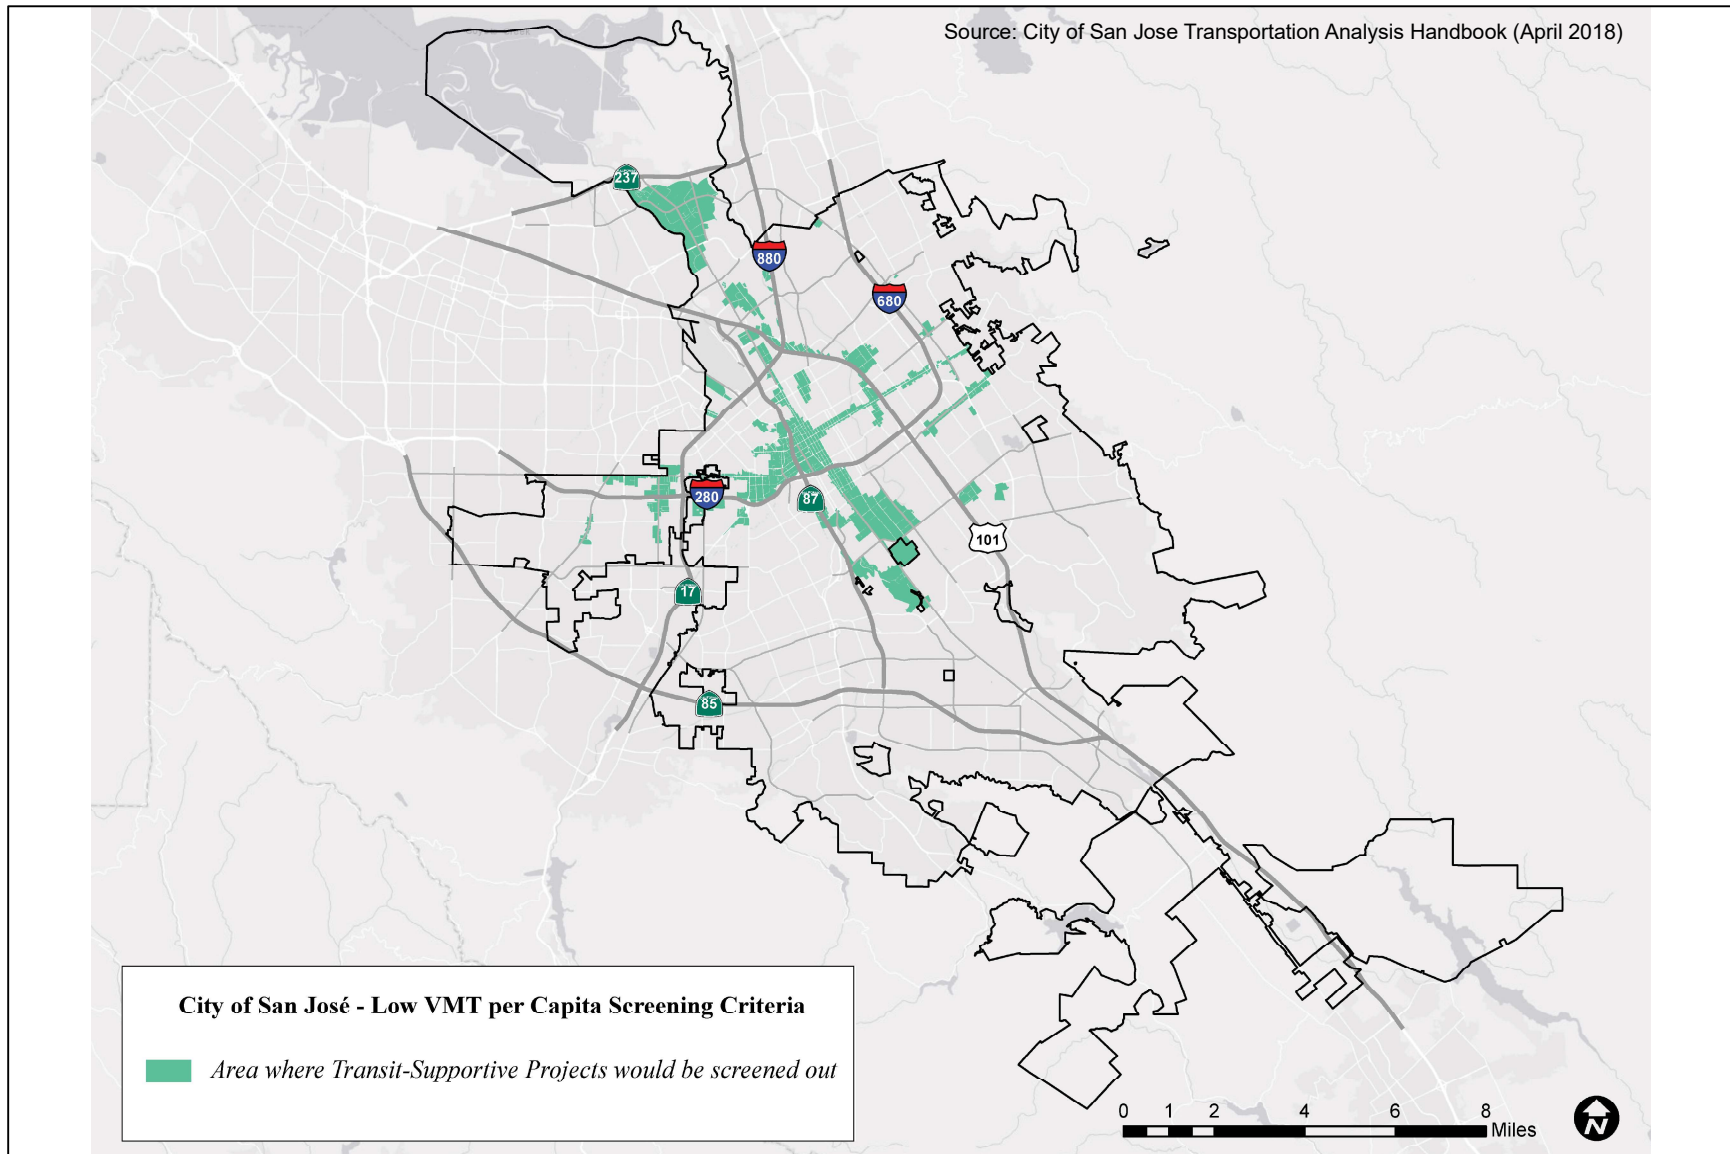 Source: City of San Jose Transportation Analysis Handbook (April 2018)
237
880
680
280
87
101
17
85
City of San José - Low VMT per Capita Screening Criteria
Area where Transit-Supportive Projects would be screened out
0 1 2 4 6 8
Miles
N